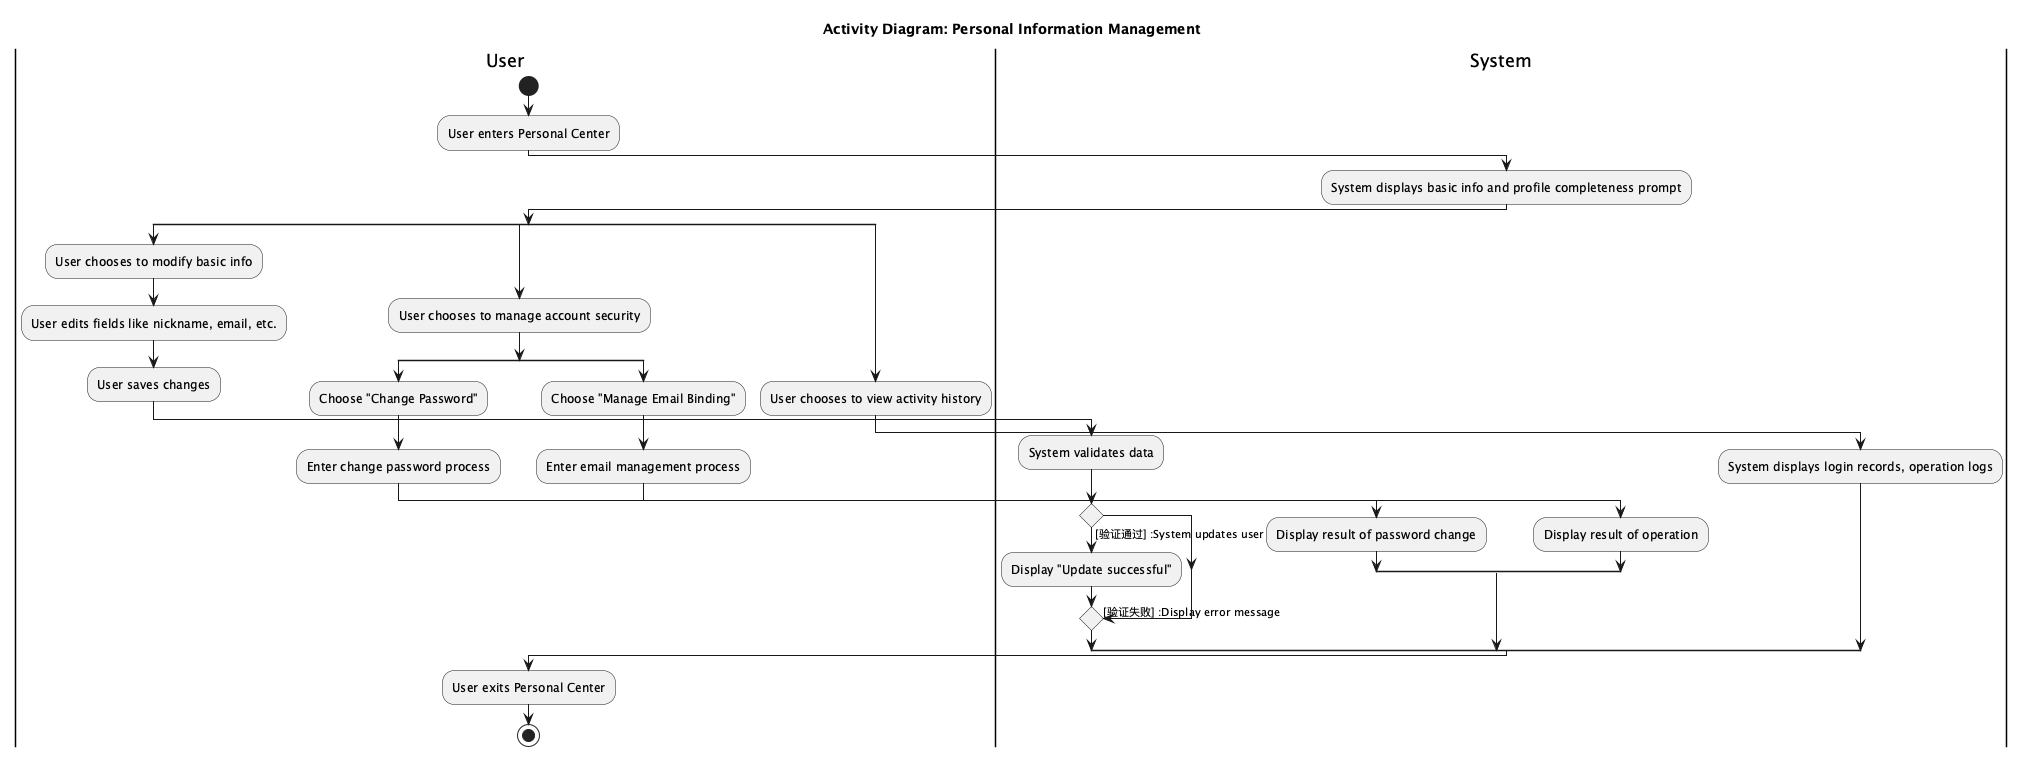 Activity Diagram: Personal Information Management
User
System
User enters Personal Center
System displays basic info and profile completeness prompt
User chooses to modify basic info
User edits fields like nickname, email, etc.
User saves changes
User chooses to manage account security
Choose "Change Password"
Choose "Manage Email Binding"
User chooses to view activity history
Enter change password process
Enter email management process
System validates data
System displays login records, operation logs
[验证通过] :System updates user
Display result of password change
Display result of operation
Display "Update successful"
[验证失败] :Display error message
User exits Personal Center